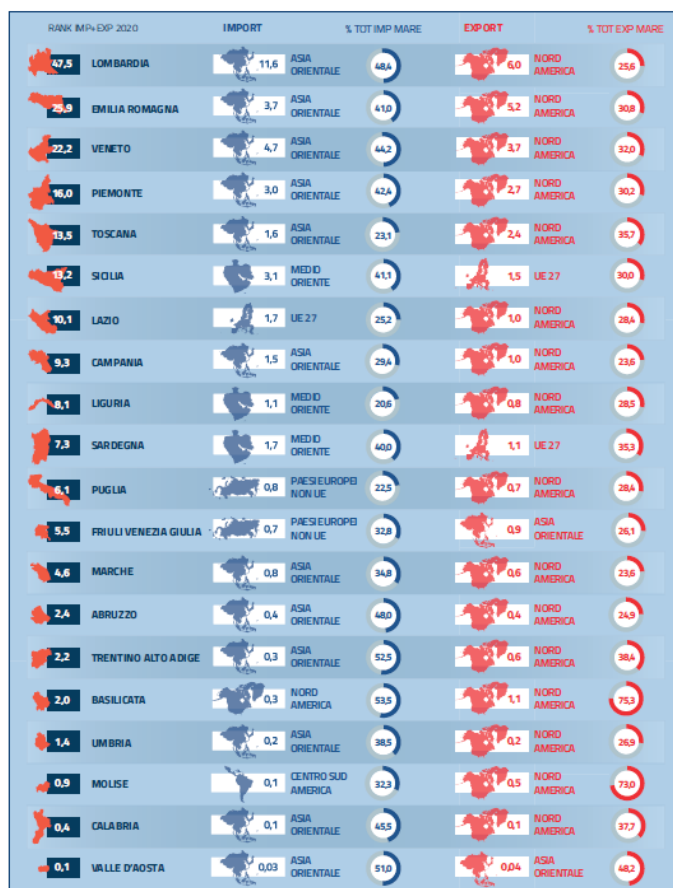 RANK IMP+EXP 2020 IMPORT % TOT IMP MARE EXPORT % TOT EXP MARE
47,5 LOMBARDIA 11,6 ASIA ORIENTALE 48,4 6,0 NORD AMERICA 25,6
25,9 EMILIA ROMAGNA 3,7 ASIA ORIENTALE 41,0 5,2 NORD AMERICA 30,8
22,2 VENETO 4,7 ASIA ORIENTALE 44,2 3,7 NORD AMERICA 32,0
16,0 PIEMONTE 3,0 ASIA ORIENTALE 42,4 2,7 NORD AMERICA 30,2
13,5 TOSCANA 1,6 ASIA ORIENTALE 23,1 2,4 NORD AMERICA 35,7
13,2 SICILIA 3,1 MEDIO ORIENTE 41,1 1,5 UE 27 30,0
10,1 LAZIO 1,7 UE 27 25,2 1,0 NORD AMERICA 28,4
9,3 CAMPANIA 1,5 ASIA ORIENTALE 29,4 1,0 NORD AMERICA 23,6
8,1 LIGURIA 1,1 MEDIO ORIENTE 20,6 0,8 NORD AMERICA 28,5
7,3 SARDEGNA 1,7 MEDIO ORIENTE 40,0 1,1 UE 27 35,3
6,1 PUGLIA 0,8 PAESI EUROPEI NON UE 22,5 0,7 NORD AMERICA 28,4
5,5 FRIULI VENEZIA GIULIA 0,7 PAESI EUROPEI NON UE 32,8 0,9 ASIA ORIENTALE 26,1
4,6 MARCHE 0,8 ASIA ORIENTALE 34,8 0,6 NORD AMERICA 23,6
2,4 ABRUZZO 0,4 ASIA ORIENTALE 48,0 0,4 NORD AMERICA 24,9
2,2 TRENTINO ALTO ADIGE 0,3 ASIA ORIENTALE 52,5 0,6 NORD AMERICA 38,4
2,0 BASILICATA 0,3 NORD AMERICA 53,5 1,1 NORD AMERICA 75,3
1,4 UMBRIA 0,2 ASIA ORIENTALE 38,5 0,2 NORD AMERICA 26,9
0,9 MOLISE 0,1 CENTRO SUD AMERICA 32,3 0,5 NORD AMERICA 73,0
0,4 CALABRIA 0,1 ASIA ORIENTALE 45,5 0,1 NORD AMERICA 37,7
0,1 VALLE D'AOSTA 0,03 ASIA ORIENTALE 51,0 0,04 ASIA ORIENTALE 48,2